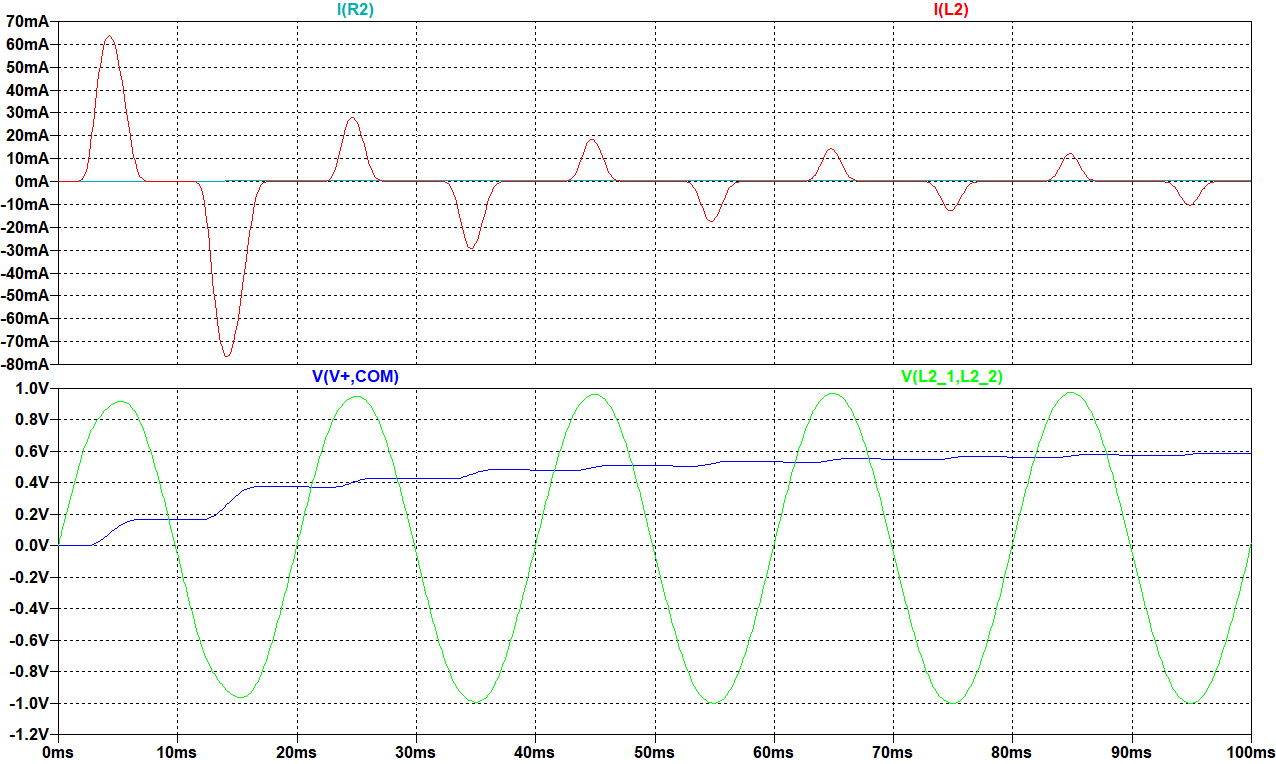 I(R2) I(L2)
70mA
60mA
50mA
40mA
30mA
20mA
10mA
0mA
-10mA
-20mA
-30mA
-40mA
-50mA
-60mA
-70mA
-80mA
V(V+,COM) V(L2_1,L2_2)
1.0V
0.8V
0.6V
0.4V
0.2V
0.0V
-0.2V
-0.4V
-0.6V
-0.8V
-1.0V
-1.2V
0ms 10ms 20ms 30ms 40ms 50ms 60ms 70ms 80ms 90ms 100ms